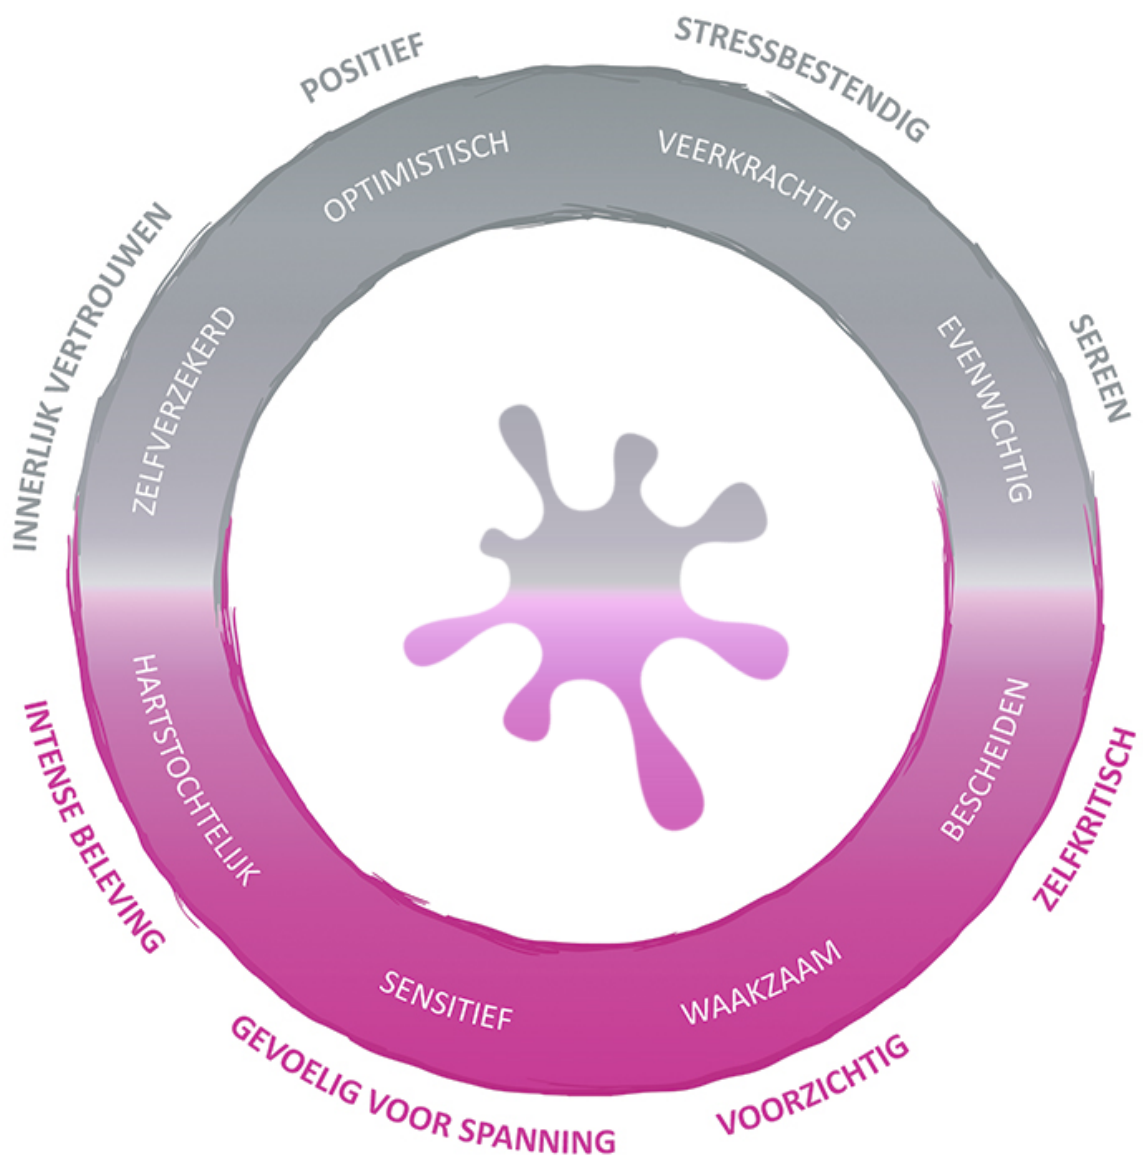 POSITIEF
STRESSBESTENDIG
OPTIMISTISCH
VEERKRACHTIG
INNERLIJK VERTROUWEN
ZELFVERZEKERD
EVENWICHTIG
SEREEN
INTENSE BELEVING
HARTSTOCHTELIJK
BESCHEIDEN
ZELFKRITISCH
SENSITIEF
WAAKZAAM
GEVOELIG VOOR SPANNING
VOORZICHTIG